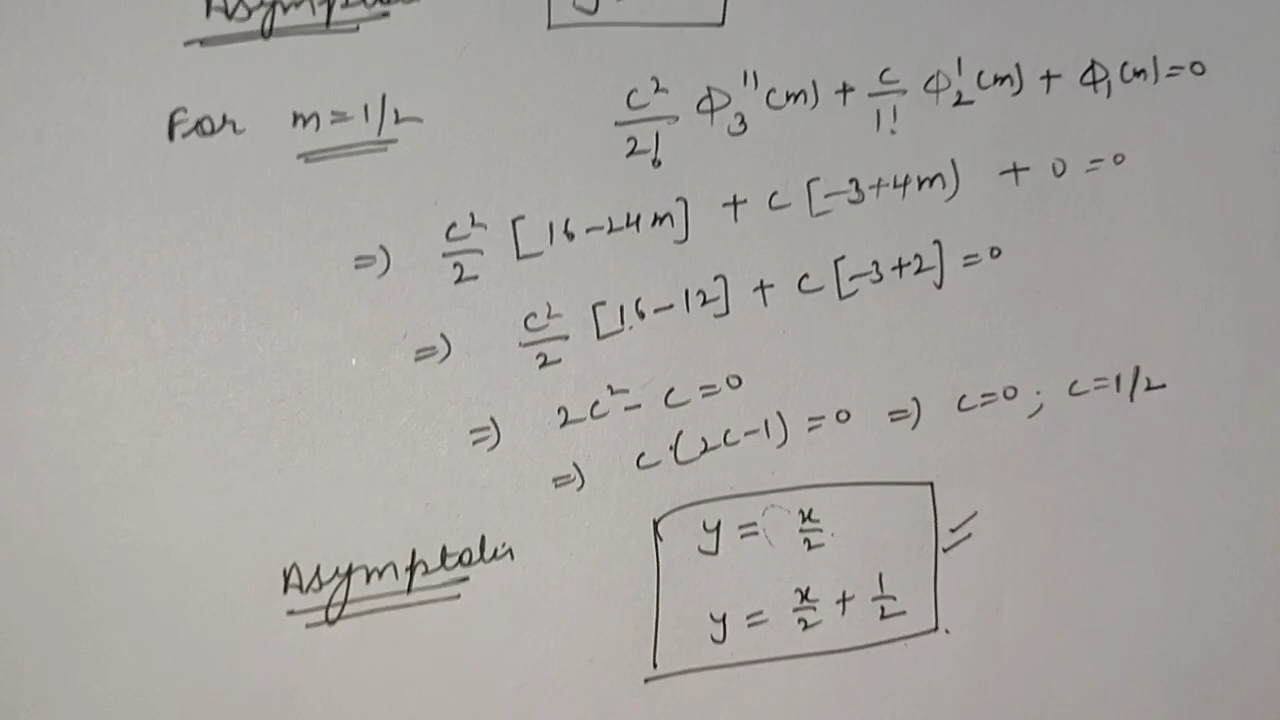 For m=1/2
c²/2! Φ₃''(m) + c/1! Φ₂'(m) + Φ₁(m)=0
=) c²/2 [16-24m] + c[-3+4m) + 0 =0
=) c²/2 [16-12] + c[-3+2] =0
=) 2c²- c=0
=) c·(2c-1) =0 =) c=0; c=1/2
y = x/2
y = x/2 + 1/2